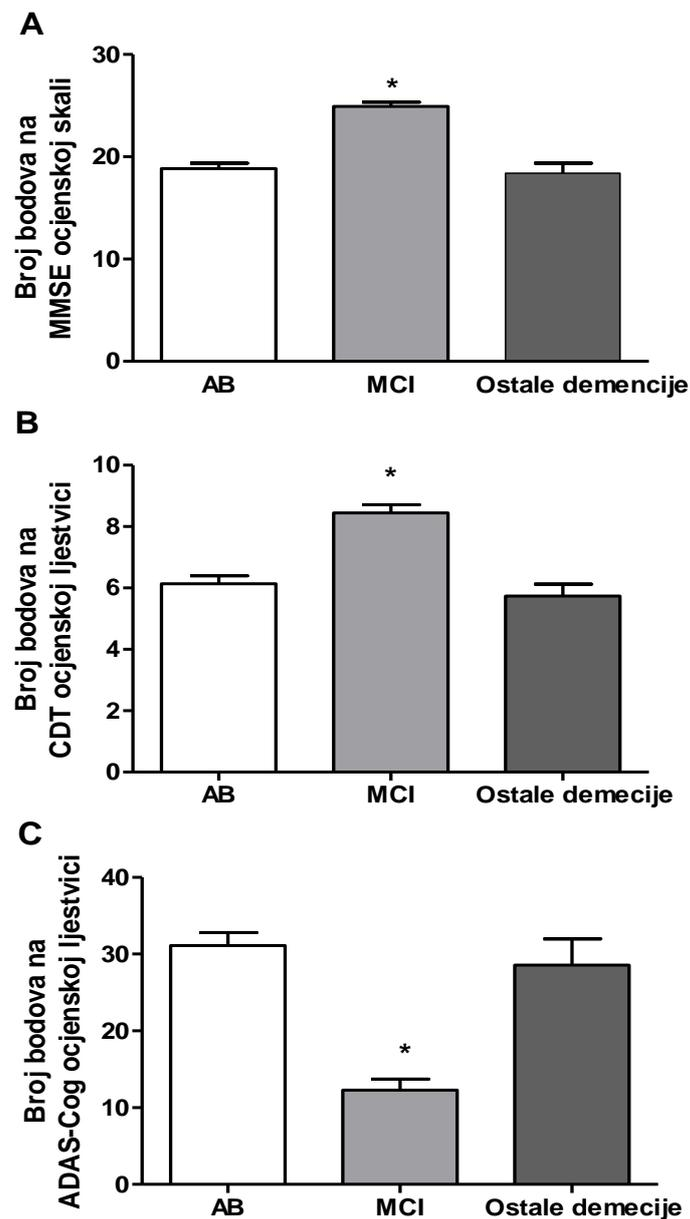 A
Broj bodova na
MMSE ocjenskoj skali
30
20
10
0
*
AB
MCI
Ostale demencije
B
Broj bodova na
CDT ocjenskoj ljestvici
10
8
6
4
2
0
*
AB
MCI
Ostale demecije
C
Broj bodova na
ADAS-Cog ocjenskoj ljestvici
40
30
20
10
0
*
AB
MCI
Ostale demecije